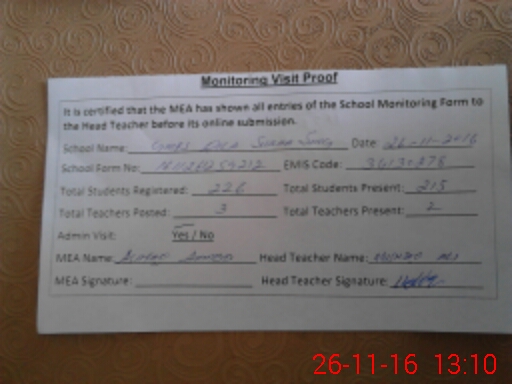 Monitoring Visit Proof
It is certified that the MEA has shown all entries of the School Monitoring Form to
the Head Teacher before its online submission.
School Name: Date: 26-11-2016
School Form No: EMIS Code:
Total Students Registered: 226 Total Students Present: 215
Total Teachers Posted: 3 Total Teachers Present: 2
Admin Visit: Yes / No
MEA Name: Head Teacher Name:
MEA Signature: Head Teacher Signature:
26-11-16 13:10